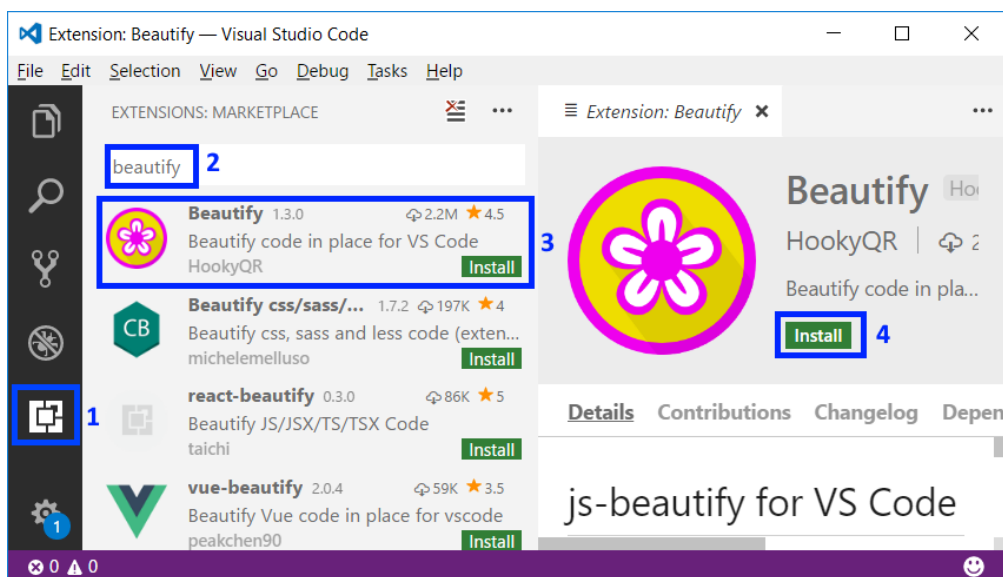 Extension: Beautify — Visual Studio Code
File Edit Selection View Go Debug Tasks Help
EXTENSIONS: MARKETPLACE
beautify 2
Beautify 1.3.0 2.2M 4.5
Beautify code in place for VS Code
HookyQR Install
3
Beautify css/sass/... 1.7.2 197K 4
Beautify css, sass and less code (exten...
michelemelluso Install
react-beautify 0.3.0 86K 5
Beautify JS/JSX/TS/TSX Code
taichi Install
vue-beautify 2.0.4 59K 3.5
Beautify Vue code in place for vscode
peakchen90 Install
CB
1
1
Extension: Beautify
Beautify
HookyQR 2
Beautify code in pla...
Install 4
Details Contributions Changelog Depen
js-beautify for VS Code
0 0